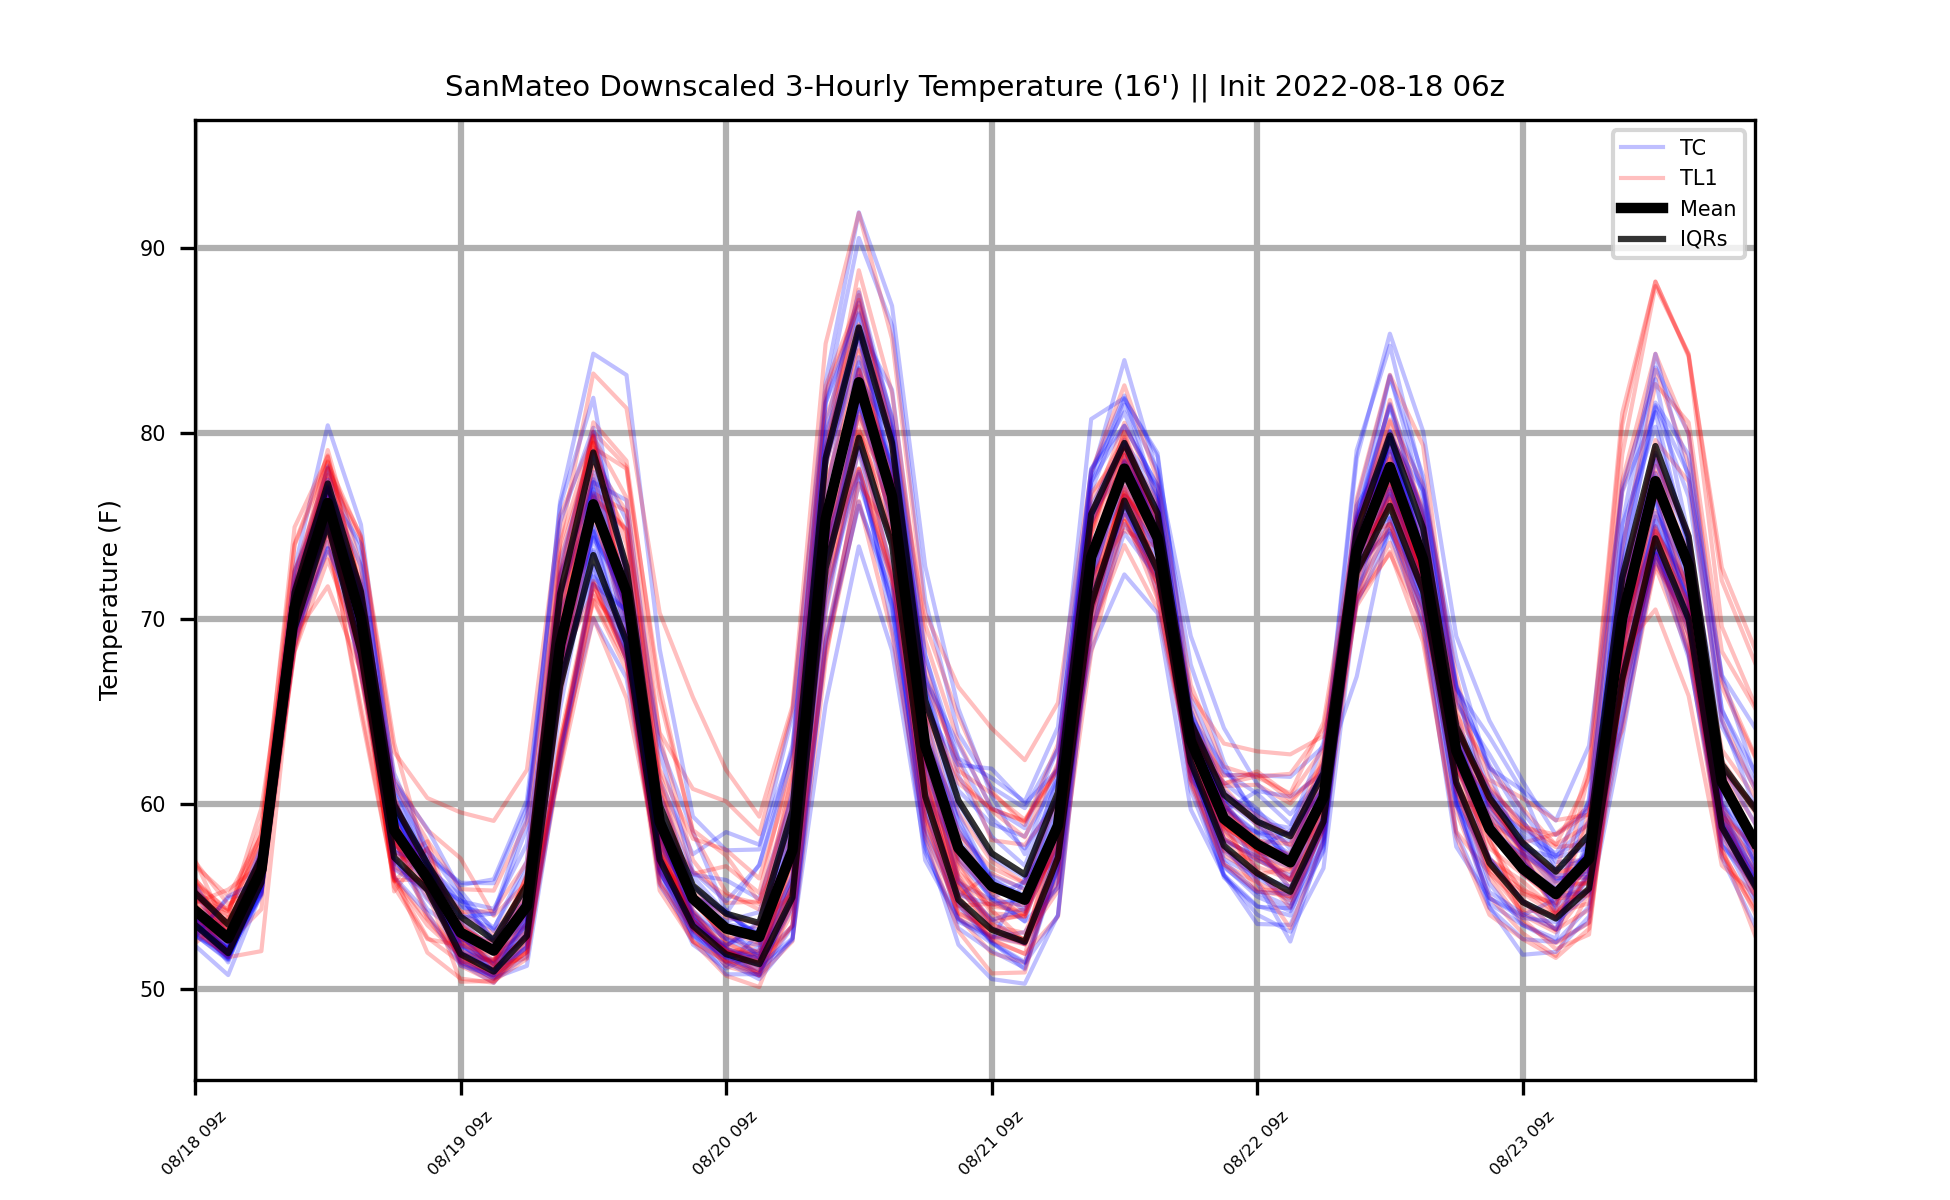 SanMateo Downscaled 3-Hourly Temperature (16') || Init 2022-08-18 06z
TC
TL1
Mean
IQRs
Temperature (F)
90
80
70
60
50
08/18 09z
08/19 09z
08/20 09z
08/21 09z
08/22 09z
08/23 09z